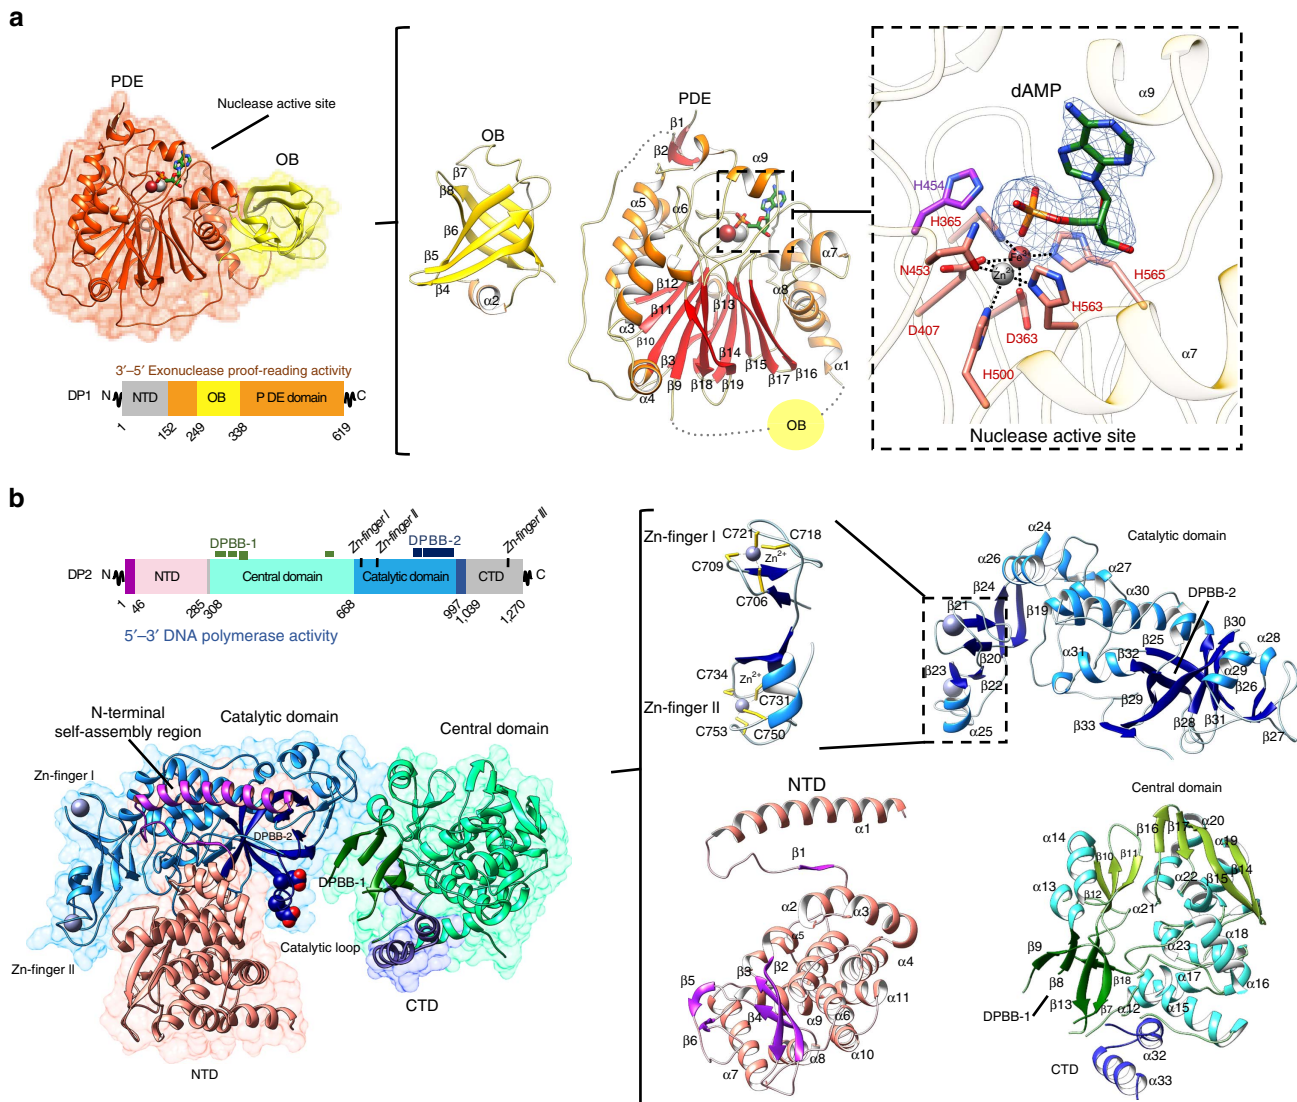 a
PDE
Nuclease active site
OB
3′–5′ Exonuclease proof-reading activity
DP1 N NTD OB P DE domain C
1 152 249 338 619
OB
β7
β8
β6
β5
β4
α2
PDE
β1
β2
α9
α5
α6
α7
α8
β12
β13
β11
α3
β10
β3
β14
β15
β9 β18 β19 β17 β16
α1
α4
OB
dAMP
α9
H454
H365
Fe3+
N453
Zn2+
H565
H563
D407
D363
α7
H500
Nuclease active site
b
Zn-finger I
Zn-finger II
Zn-finger III
DPBB-1
DPBB-2
DP2 N NTD Central domain Catalytic domain CTD C
1 46 285 308 668 997 1,039 1,270
5′–3′ DNA polymerase activity
N-terminal
self-assembly region
Catalytic domain
Central domain
Zn-finger I
DPBB-2
DPBB-1
Catalytic loop
Zn-finger II
CTD
NTD
Zn-finger I
C721
C718
Zn2+
C709
C706
C734
Zn2+
C731
Zn-finger II
C753
C750
Catalytic domain
α24
α26
α27
β24
α30
DPBB-2
β21
β19
β30
β25
α28
α31
β32
β20
α29
β23
β22
β26
β29
α25
β33
β28
β31
β27
NTD
α1
β1
α2
α3
α5
α4
β2
β3
β5
α11
β4
α9
α6
β6
α8
α10
α7
Central domain
β16
β17
α20
α14
α19
β10
β11
β14
α22
β15
α13
β12
α21
α18
β9
α23
β8
β18
α17
α16
β13
β7
α12
α15
DPBB-1
α32
CTD
α33